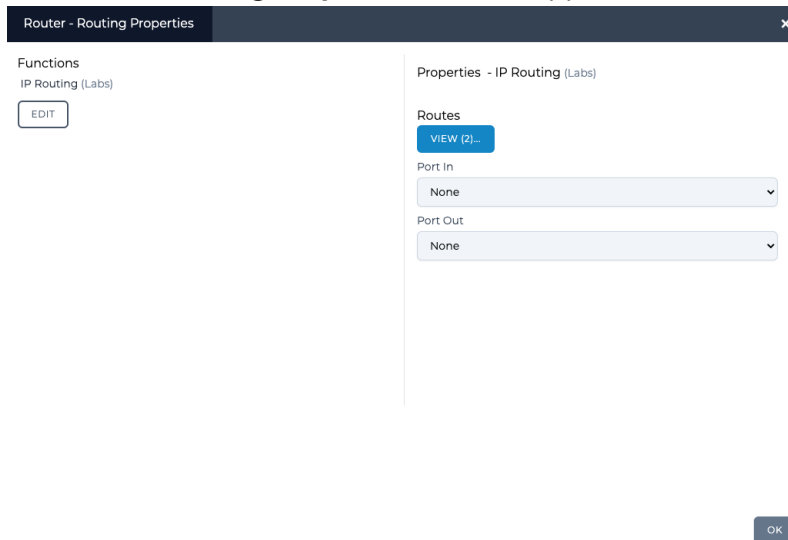 Router - Routing Properties
×
Functions
IP Routing (Labs)
EDIT
Properties - IP Routing (Labs)
Routes
VIEW (2)...
Port In
None
Port Out
None
OK